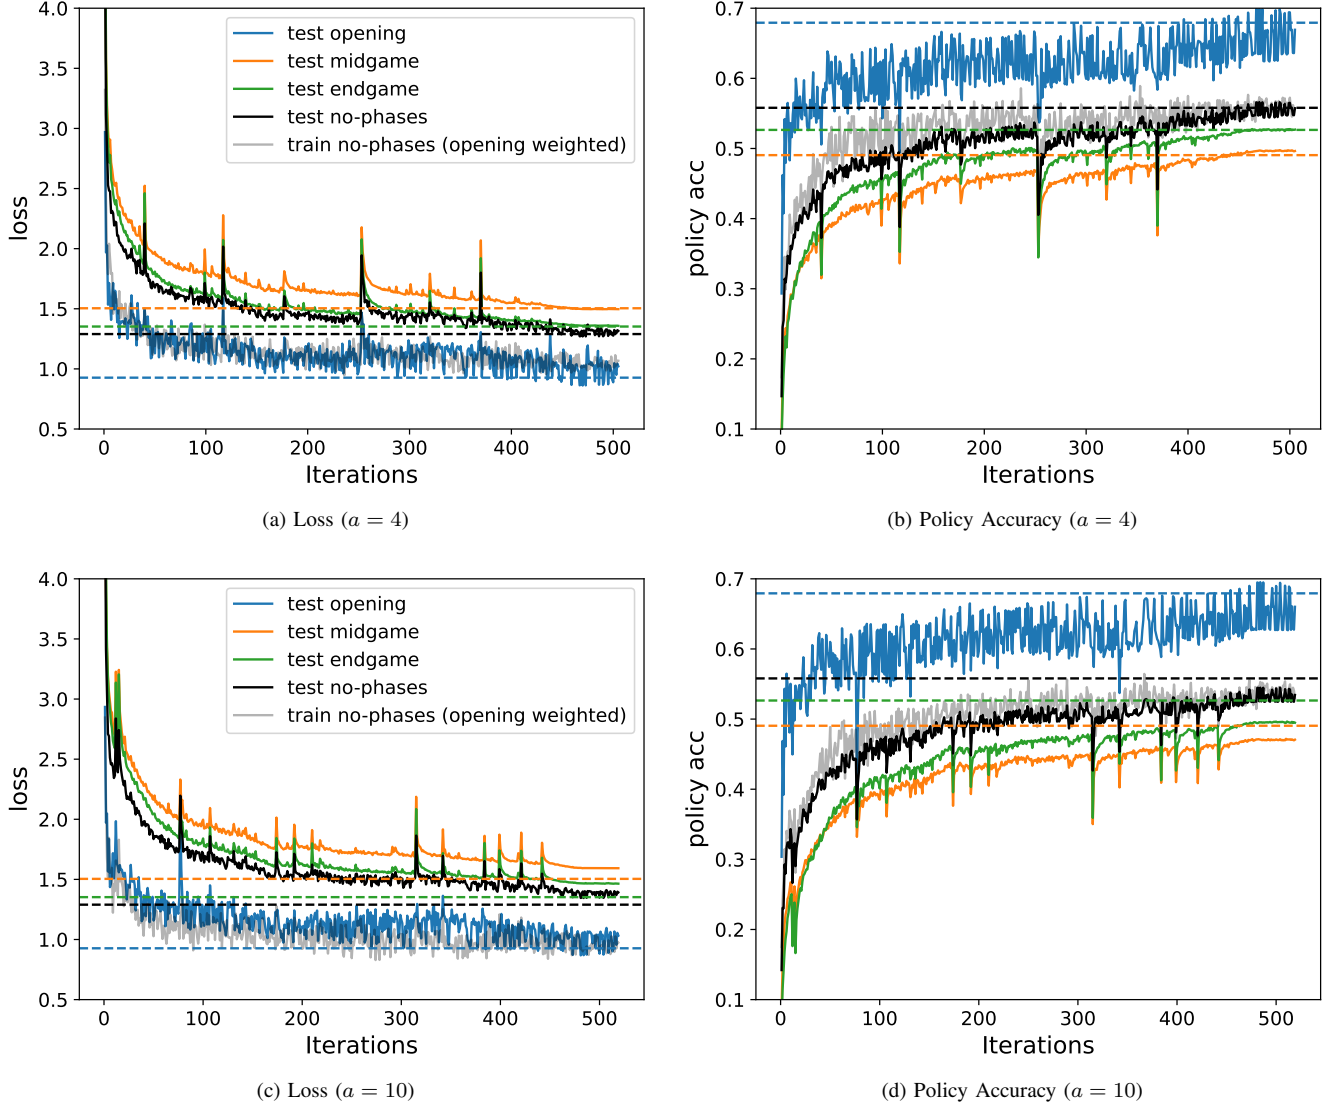 4.0
3.5
3.0
2.5
2.0
1.5
1.0
0.5
loss
test opening
test midgame
test endgame
test no-phases
train no-phases (opening weighted)
0 100 200 300 400 500
Iterations
(a) Loss (a = 4)
0.7
0.6
0.5
0.4
0.3
0.2
0.1
policy acc
0 100 200 300 400 500
Iterations
(b) Policy Accuracy (a = 4)
4.0
3.5
3.0
2.5
2.0
1.5
1.0
0.5
loss
test opening
test midgame
test endgame
test no-phases
train no-phases (opening weighted)
0 100 200 300 400 500
Iterations
(c) Loss (a = 10)
0.7
0.6
0.5
0.4
0.3
0.2
0.1
policy acc
0 100 200 300 400 500
Iterations
(d) Policy Accuracy (a = 10)